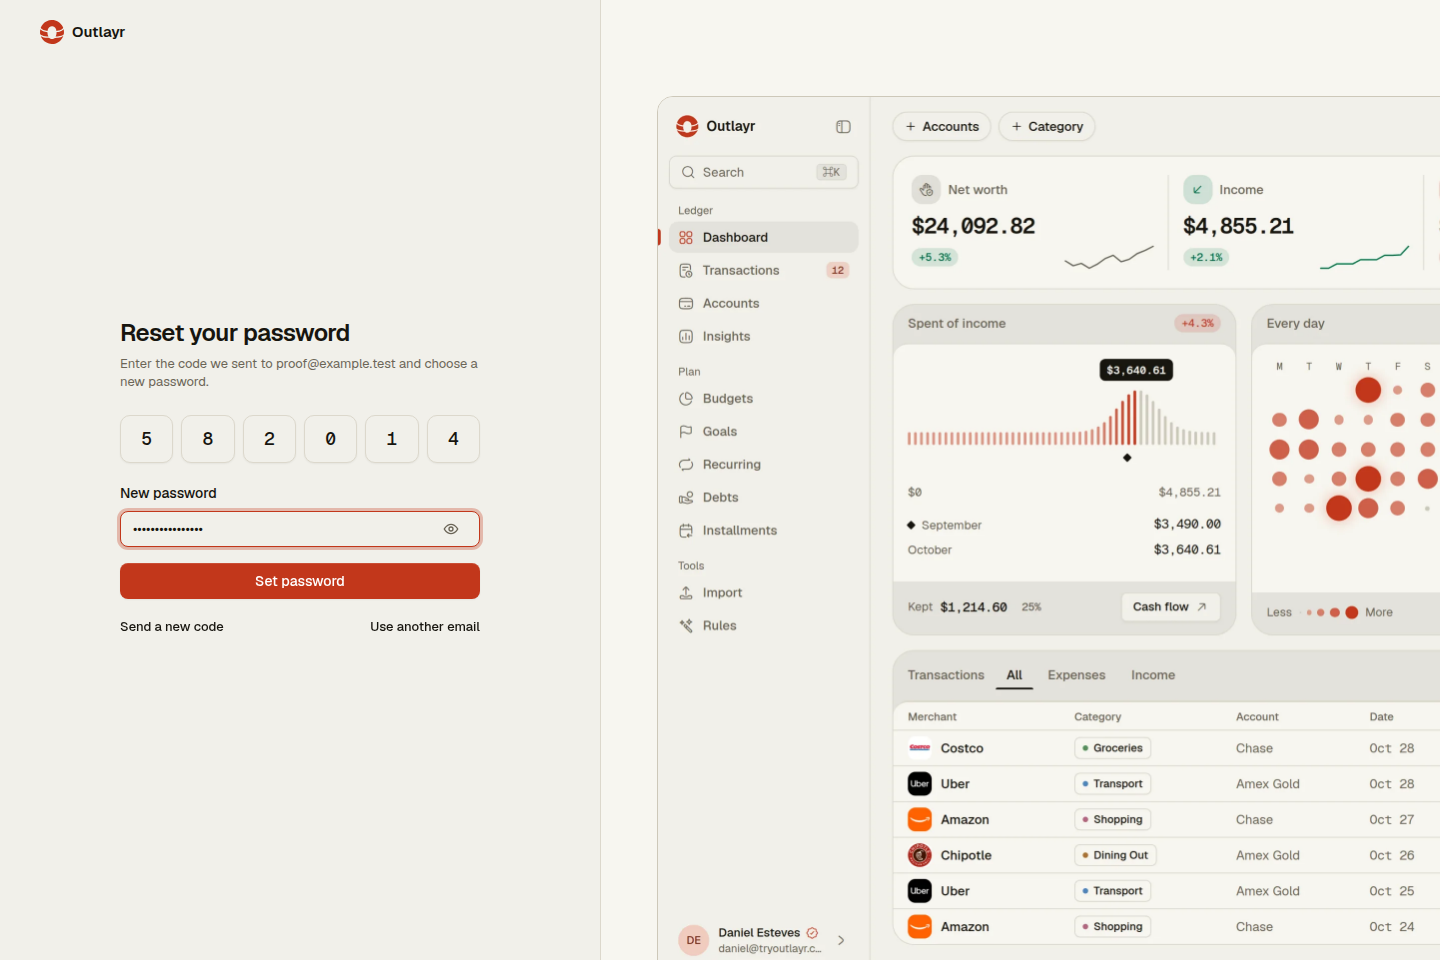 Outlayr
Reset your password
Enter the code we sent to proof@example.test and choose a
new password.
5 8 2 0 1 4
New password
••••••••••••••••
Set password
Send a new code
Use another email
Outlayr
Search
⌘K
Ledger
Dashboard
Transactions 12
Accounts
Insights
Plan
Budgets
Goals
Recurring
Debts
Installments
Tools
Import
Rules
DE
Daniel Esteves
daniel@tryoutlayr.c...
+ Accounts
+ Category
Net worth
$24,092.82
+5.3%
Income
$4,855.21
+2.1%
Spent of income
+4.3%
$3,640.61
$0 $4,855.21
September $3,490.00
October $3,640.61
Kept $1,214.60 25%
Cash flow
Every day
M T W T F S
Less More
Transactions All Expenses Income
Merchant Category Account Date
Costco Groceries Chase Oct 28
Uber Uber Transport Amex Gold Oct 28
Amazon Shopping Chase Oct 27
Chipotle Dining Out Amex Gold Oct 26
Uber Uber Transport Amex Gold Oct 25
Amazon Shopping Chase Oct 24